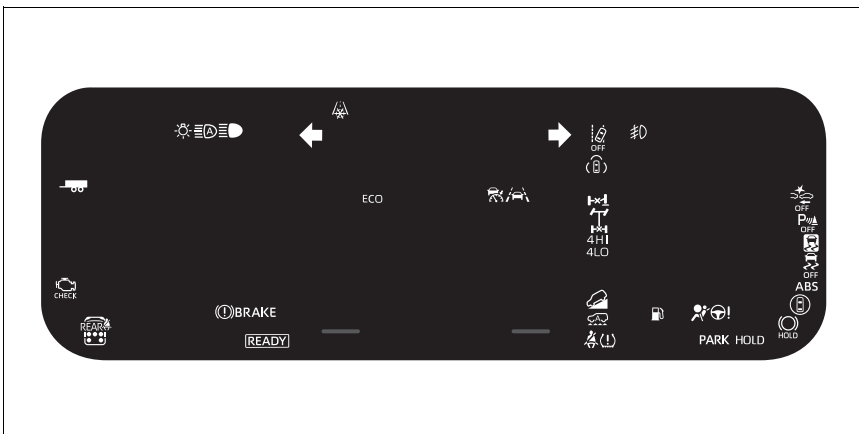 A
OFF
ECO
OFF
P
OFF
4HI
4LO
OFF
ABS
CHECK
BRAKE
A
REAR
READY
PARK HOLD
HOLD